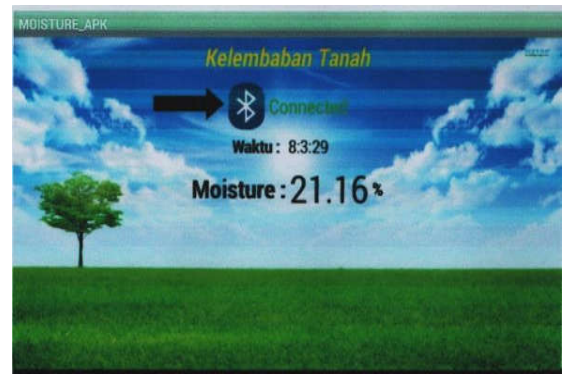 MOISTURE_APK
Kelembaban Tanah
Connected
Waktu : 8:3:29
Moisture : 21.16 %